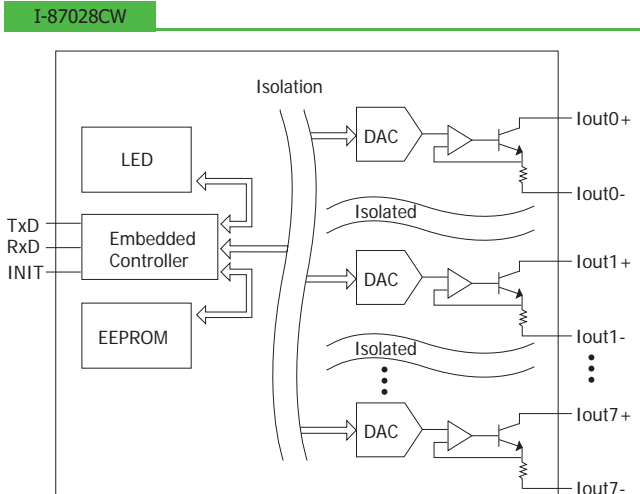 I-87028CW
Isolation
DAC
Iout0+
Iout0-
LED
Isolated
TxD
RxD
INIT
Embedded
Controller
DAC
Iout1+
Iout1-
EEPROM
Isolated
DAC
Iout7+
Iout7-